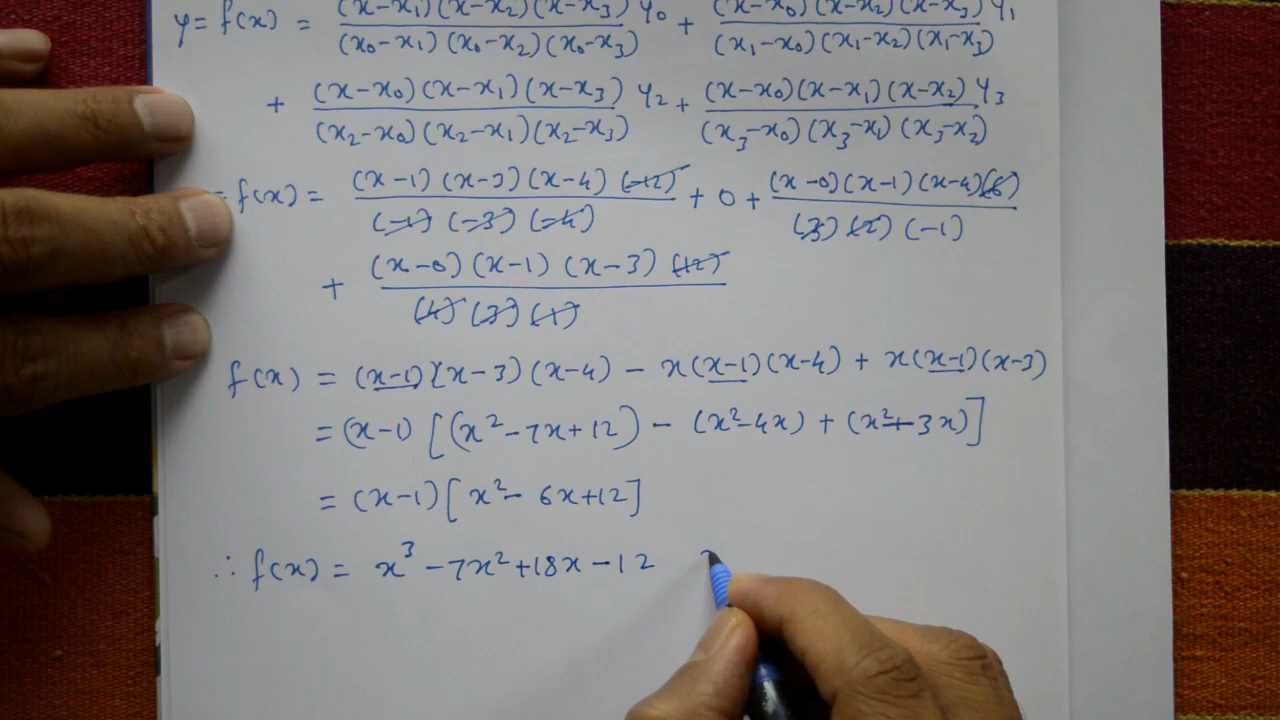 y = f(x) = (x-x₁)(x-x₂)(x-x₃) y₀ / (x₀-x₁)(x₀-x₂)(x₀-x₃) + (x-x₀)(x-x₂)(x-x₃) y₁ / (x₁-x₀)(x₁-x₂)(x₁-x₃)
+ (x-x₀)(x-x₁)(x-x₃) y₂ / (x₂-x₀)(x₂-x₁)(x₂-x₃) + (x-x₀)(x-x₁)(x-x₂) y₃ / (x₃-x₀)(x₃-x₁)(x₃-x₂)
= f(x) = (x-1)(x-3)(x-4)(-12) / (-1)(-3)(-4) + 0 + (x-0)(x-1)(x-4)(6) / (3)(2)(-1)
+ (x-0)(x-1)(x-3)(12) / (4)(3)(1)
f(x) = (x-1)(x-3)(x-4) - x(x-1)(x-4) + x(x-1)(x-3)
= (x-1)[(x²-7x+12) - (x²-4x) + (x²-3x)]
= (x-1)[x²-6x+12]
∴ f(x) = x³-7x²+18x-12